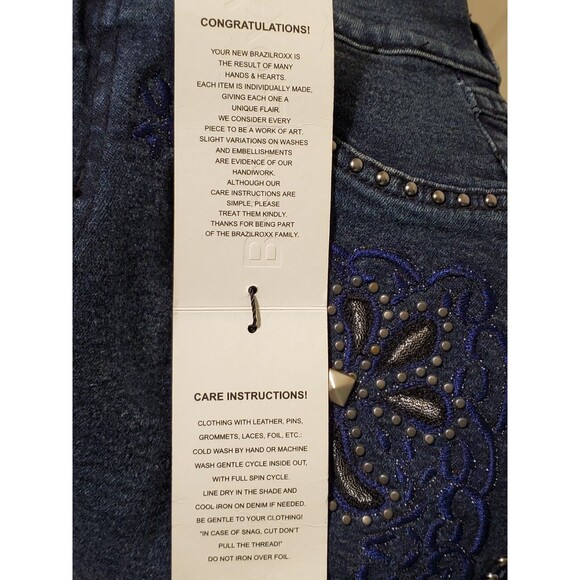 CONGRATULATIONS!
YOUR NEW BRAZILROXX IS
THE RESULT OF MANY
HANDS & HEARTS.
EACH ITEM IS INDIVIDUALLY MADE,
GIVING EACH ONE A
UNIQUE FLAIR.
WE CONSIDER EVERY
PIECE TO BE A WORK OF ART.
SLIGHT VARIATIONS ON WASHES
AND EMBELLISHMENTS
ARE EVIDENCE OF OUR
HANDIWORK.
ALTHOUGH OUR
CARE INSTRUCTIONS ARE
SIMPLE, PLEASE
TREAT THEM KINDLY.
THANKS FOR BEING PART
OF THE BRAZILROXX FAMILY.
B
CARE INSTRUCTIONS!
CLOTHING WITH LEATHER, PINS,
GROMMETS, LACES, FOIL, ETC.:
COLD WASH BY HAND OR MACHINE
WASH GENTLE CYCLE INSIDE OUT,
WITH FULL SPIN CYCLE.
LINE DRY IN THE SHADE AND
COOL IRON ON DENIM IF NEEDED.
BE GENTLE TO YOUR CLOTHING!
"IN CASE OF SNAG, CUT DON'T
PULL THE THREAD!"
DO NOT IRON OVER FOIL.